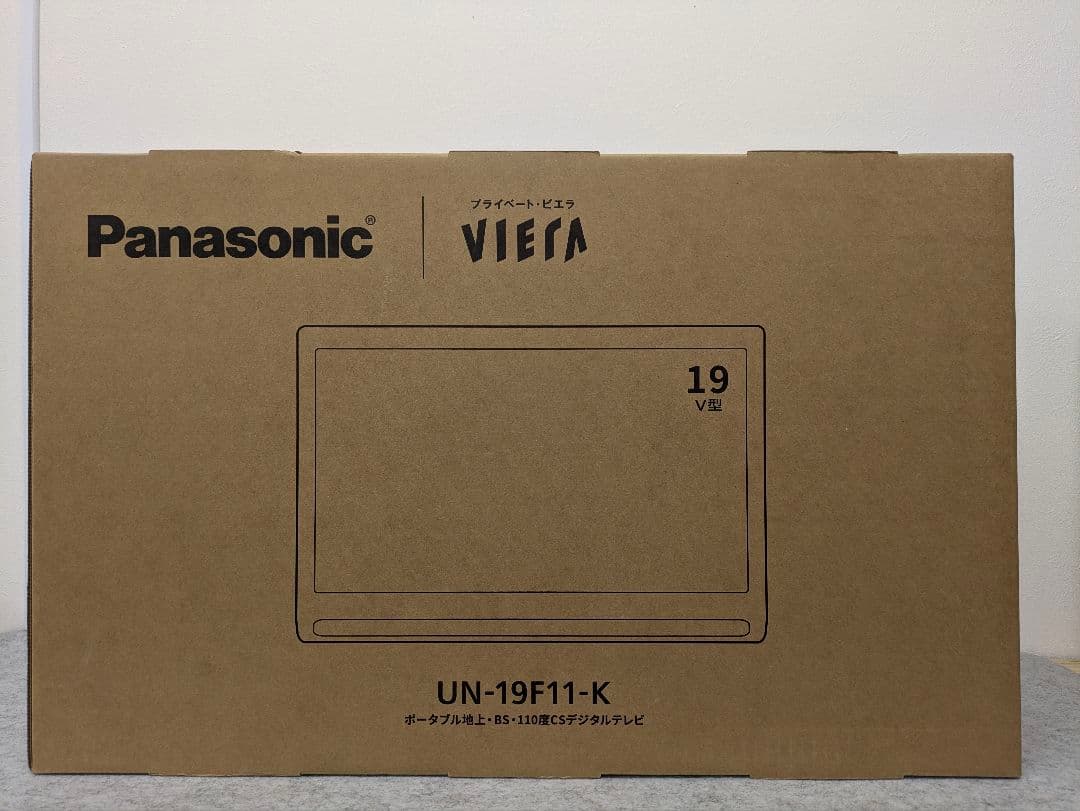 Panasonic®
プライベート・ビエラ
VIERA
19
V型
UN-19F11-K
ポータブル地上・BS・110度CSデジタルテレビ